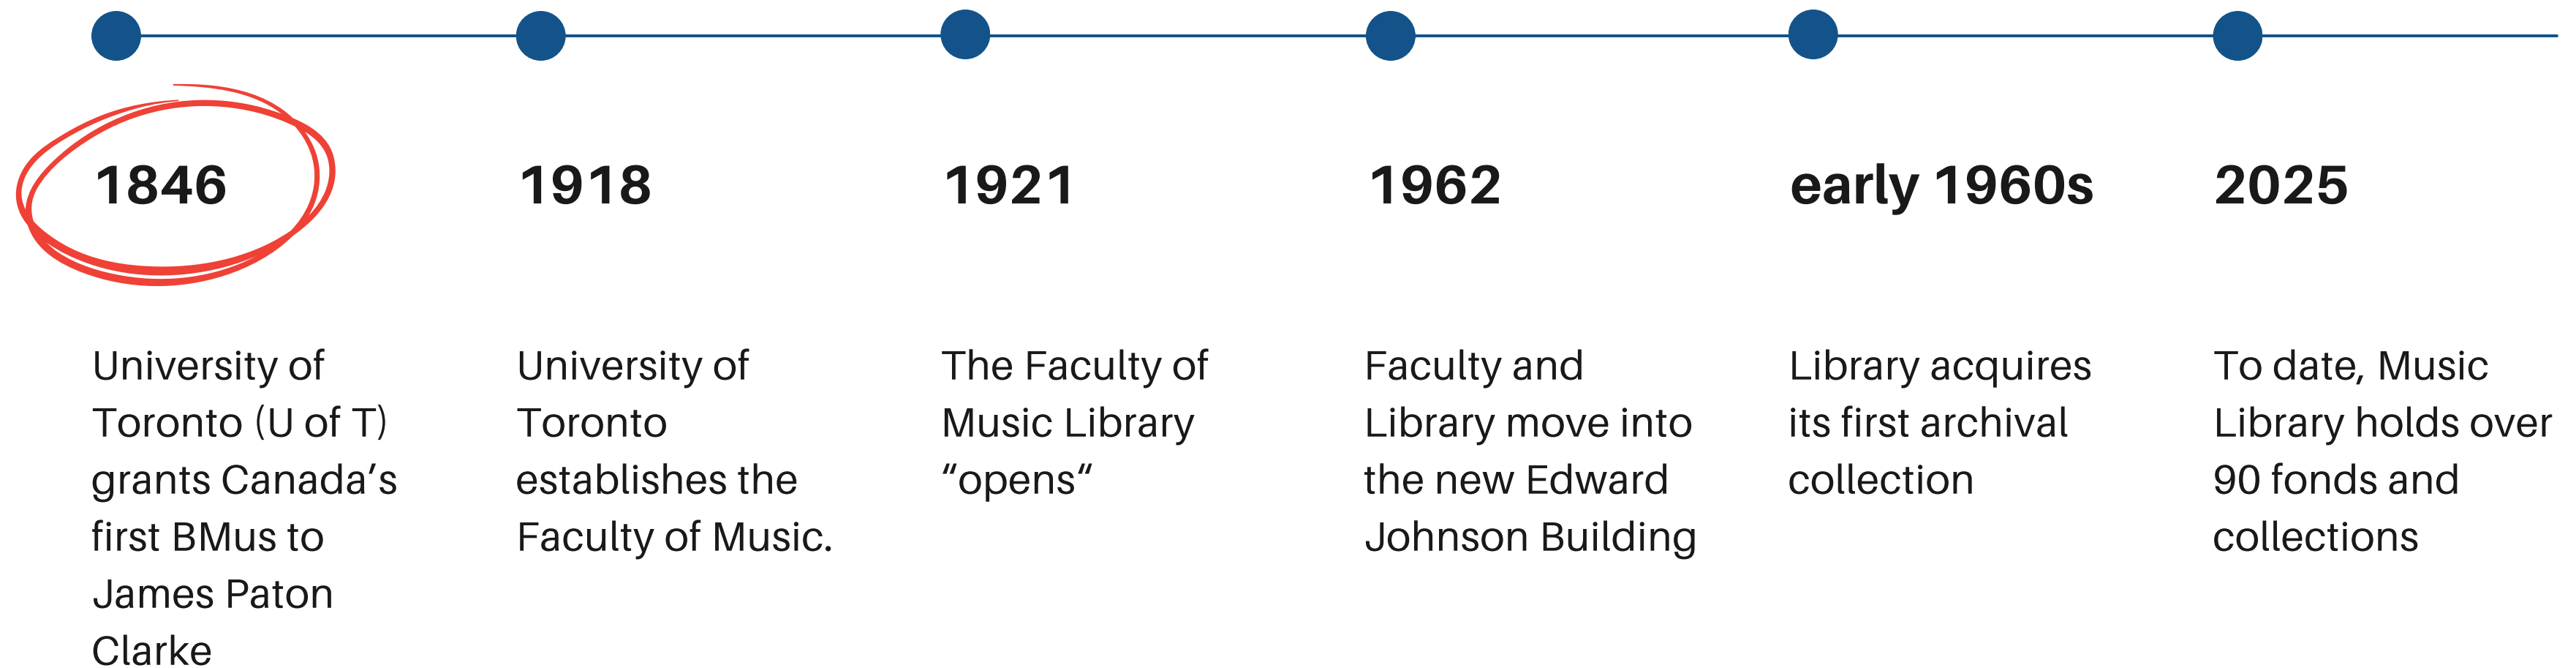 1846
University of
Toronto (U of T)
grants Canada’s
first BMus to
James Paton
Clarke
1918
University of
Toronto
establishes the
Faculty of Music.
1921
The Faculty of
Music Library
“opens“
1962
Faculty and
Library move into
the new Edward
Johnson Building
early 1960s
Library acquires
its first archival
collection
2025
To date, Music
Library holds over
90 fonds and
collections